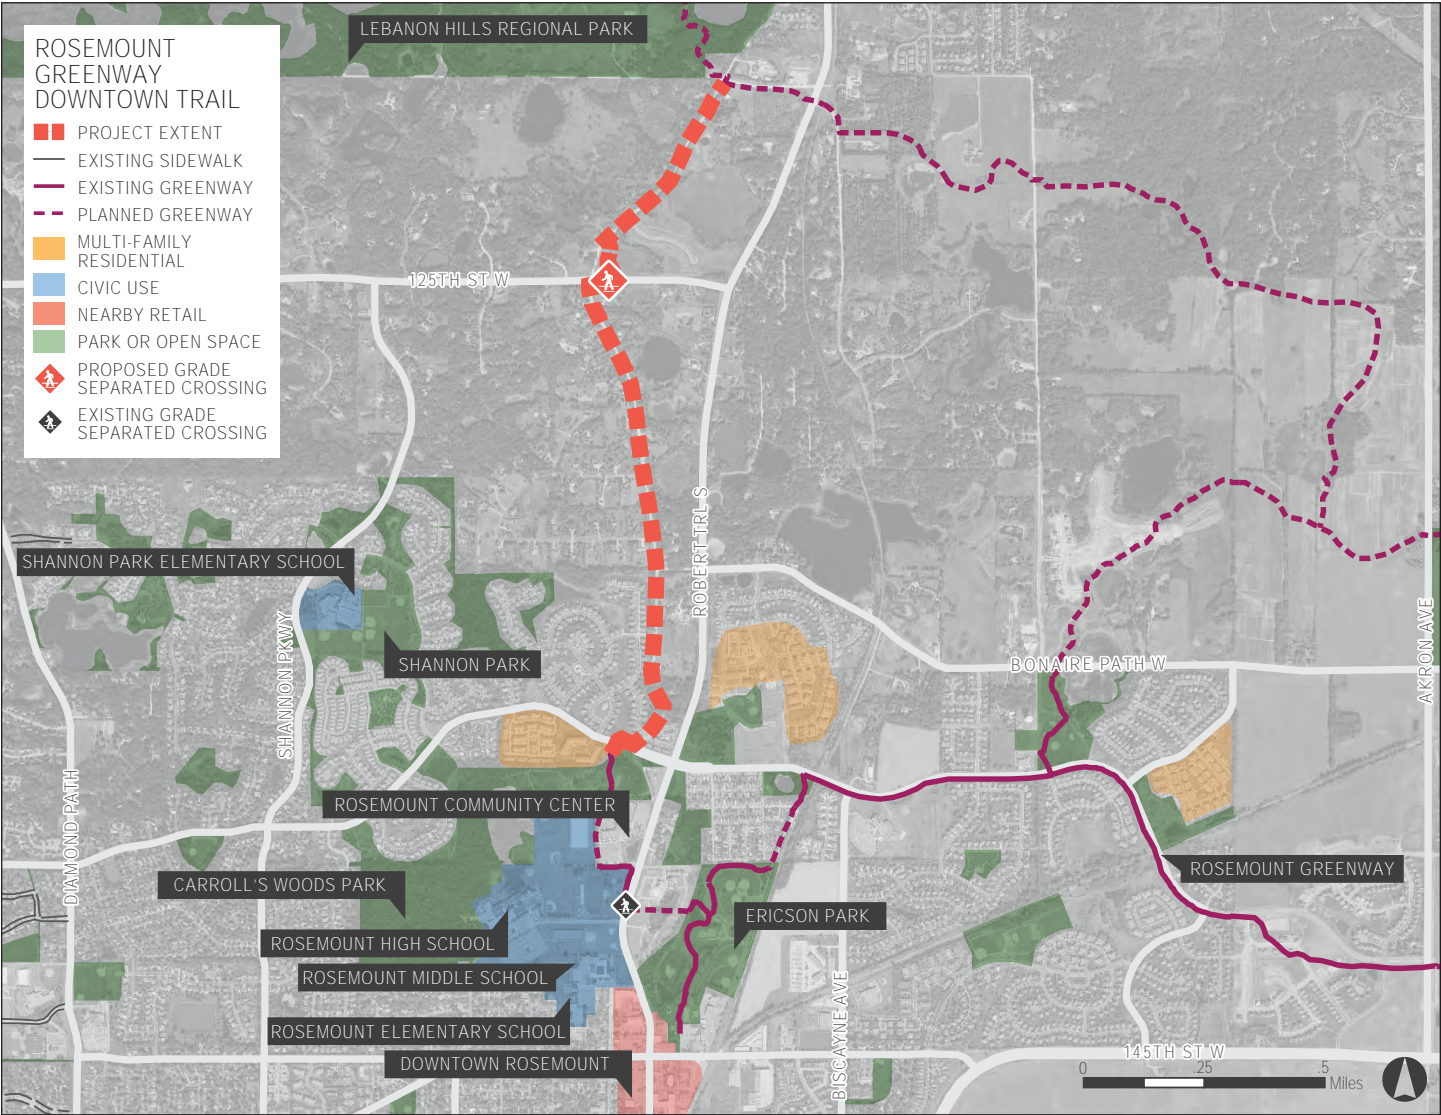 LEBANON HILLS REGIONAL PARK
ROSEMOUNT
GREENWAY
DOWNTOWN TRAIL
PROJECT EXTENT
EXISTING SIDEWALK
EXISTING GREENWAY
PLANNED GREENWAY
MULTI-FAMILY
RESIDENTIAL
CIVIC USE
NEARBY RETAIL
PARK OR OPEN SPACE
PROPOSED GRADE
SEPARATED CROSSING
EXISTING GRADE
SEPARATED CROSSING
125TH ST W
ROBERT TRL S
SHANNON PARK ELEMENTARY SCHOOL
SHANNON PKWY
SHANNON PARK
BONAIRE PATH W
AKRON AVE
DIAMOND PATH
ROSEMOUNT COMMUNITY CENTER
ROSEMOUNT GREENWAY
CARROLL'S WOODS PARK
ERICSON PARK
ROSEMOUNT HIGH SCHOOL
ROSEMOUNT MIDDLE SCHOOL
BISCAYNE AVE
ROSEMOUNT ELEMENTARY SCHOOL
DOWNTOWN ROSEMOUNT
145TH ST W
0 .25 .5
Miles